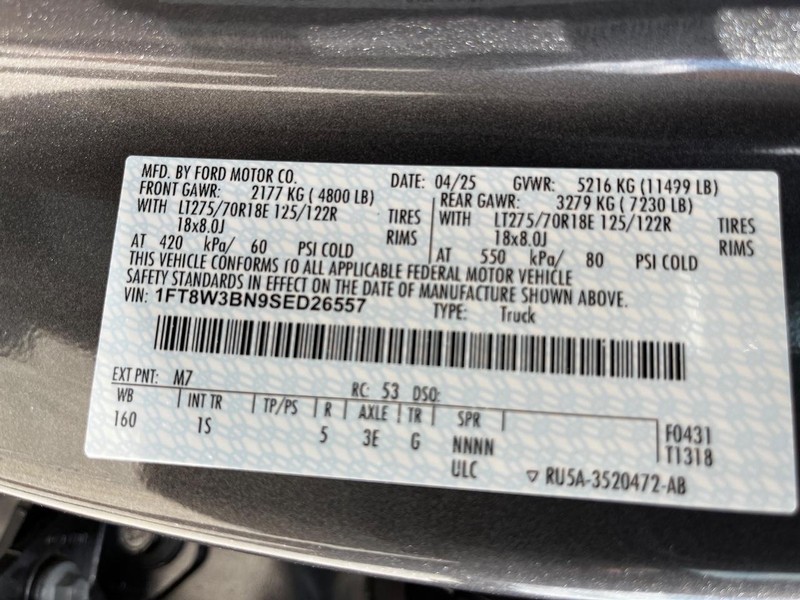 MFD. BY FORD MOTOR CO. DATE: 04/25 GVWR: 5216 KG (11499 LB)
FRONT GAWR: 2177 KG ( 4800 LB) REAR GAWR: 3279 KG ( 7230 LB)
WITH LT275/70R18E 125/122R TIRES WITH LT275/70R18E 125/122R TIRES
18x8.0J RIMS 18x8.0J RIMS
AT 420 kPa/ 60 PSI COLD AT 550 kPa/ 80 PSI COLD
THIS VEHICLE CONFORMS TO ALL APPLICABLE FEDERAL MOTOR VEHICLE
SAFETY STANDARDS IN EFFECT ON THE DATE OF MANUFACTURE SHOWN ABOVE.
VIN: 1FT8W3BN9SED26557 TYPE: Truck
EXT PNT: M7 RC: 53 DSO:
WB INT TR TP/PS R AXLE TR SPR
160 1S 5 3E G NNNN
ULC
F0431
T1318
RU5A-3520472-AB